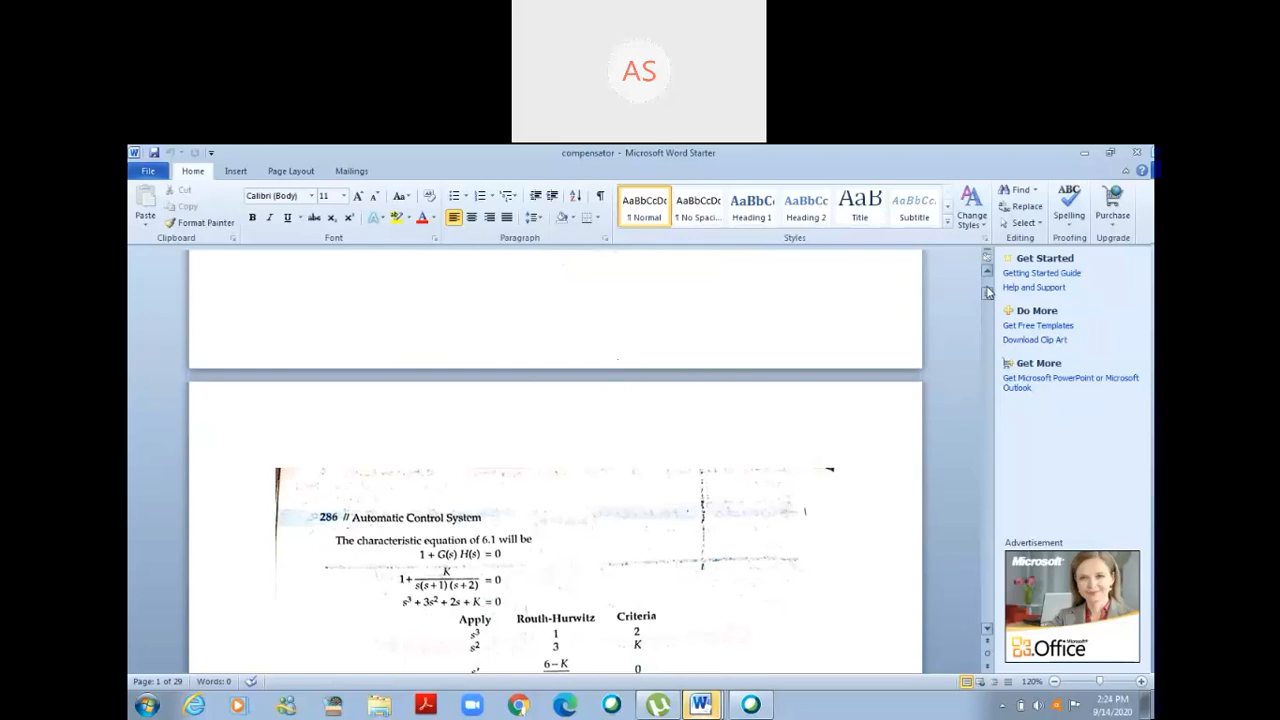 AS
compensator - Microsoft Word Starter
File Home Insert Page Layout Mailings
Paste Cut Copy Format Painter
Clipboard
Calibri (Body) 11
Font
Paragraph
AaBbCcDc AaBbCcDc AaBbC AaBbCc AaB AaBbCc.
¶ Normal ¶ No Spaci... Heading 1 Heading 2 Title Subtitle
Styles
Change Styles
Find Replace Select
Editing
Spelling
Proofing
Purchase
Upgrade
286 // Automatic Control System
The characteristic equation of 6.1 will be
1 + G(s) H(s) = 0
1+ K/s(s+1)(s+2) = 0
s³ + 3s² + 2s + K = 0
Apply Routh-Hurwitz Criteria
s³ 1 2
s² 3 K
6-K 0
Get Started
Getting Started Guide
Help and Support
Do More
Get Free Templates
Download Clip Art
Get More
Get Microsoft PowerPoint or Microsoft
Outlook
Advertisement
Microsoft
Office
Page: 1 of 29 Words: 0
120%
2:24 PM
9/14/2020